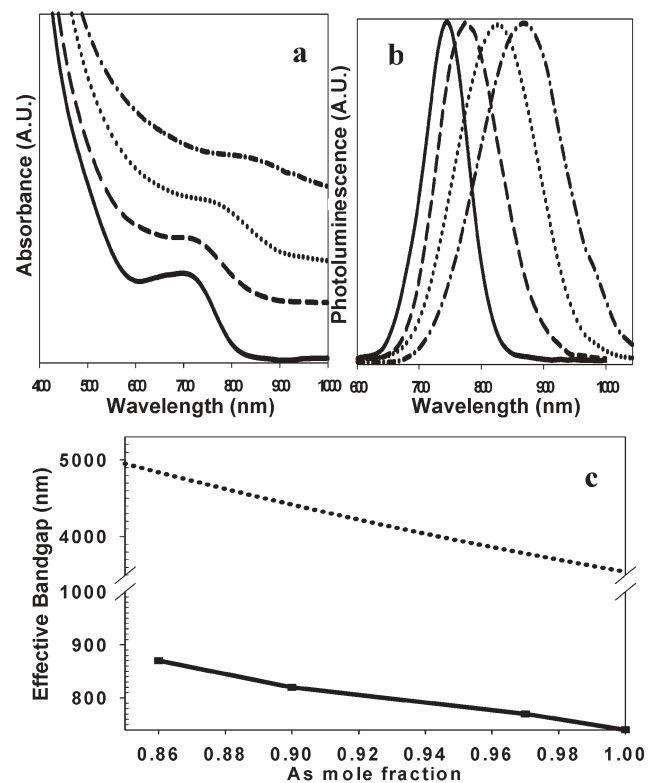 a
Absorbance (A.U.)
400 500 600 700 800 900 1000
Wavelength (nm)
b
Photoluminescence (A.U.)
600 700 800 900 1000
Wavelength (nm)
c
Effective Bandgap (nm)
5000
4000
1000
900
800
0.86 0.88 0.90 0.92 0.94 0.96 0.98 1.00
As mole fraction